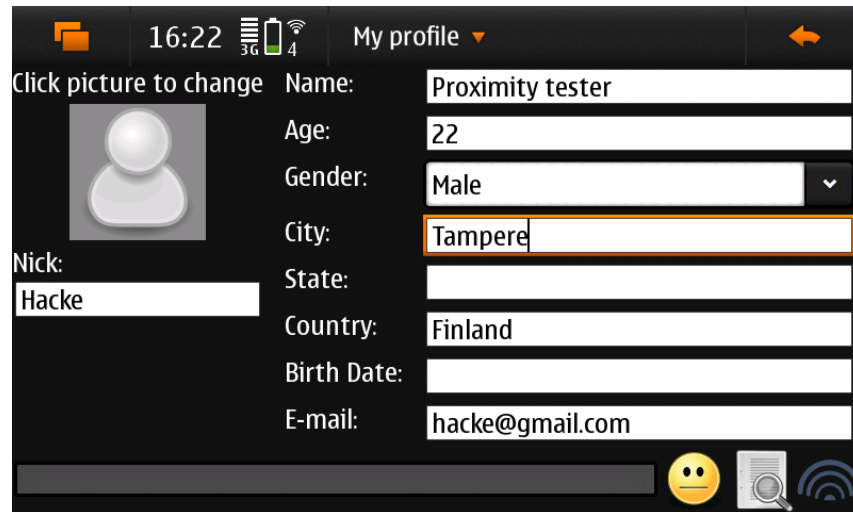 16:22 3G 4 My profile
Click picture to change
Nick:
Hacke
Name: Proximity tester
Age: 22
Gender: Male
City: Tampere
State:
Country: Finland
Birth Date:
E-mail: hacke@gmail.com